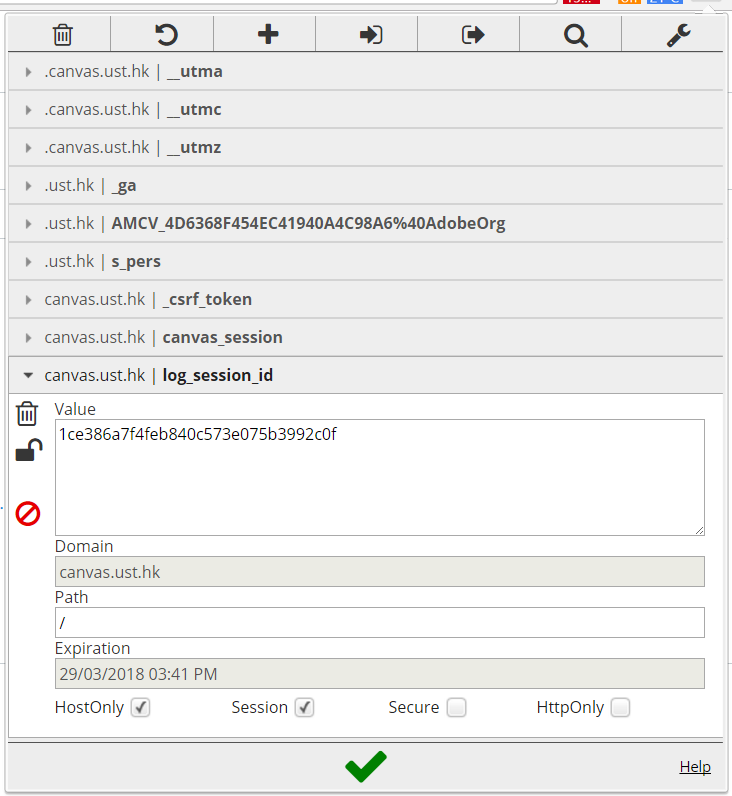 .canvas.ust.hk | __utma
.canvas.ust.hk | __utmc
.canvas.ust.hk | __utmz
.ust.hk | _ga
.ust.hk | AMCV_4D6368F454EC41940A4C98A6%40AdobeOrg
.ust.hk | s_pers
canvas.ust.hk | _csrf_token
canvas.ust.hk | canvas_session
canvas.ust.hk | log_session_id
Value
1ce386a7f4feb840c573e075b3992c0f
Domain
canvas.ust.hk
Path
/
Expiration
29/03/2018 03:41 PM
HostOnly Session Secure HttpOnly
Help